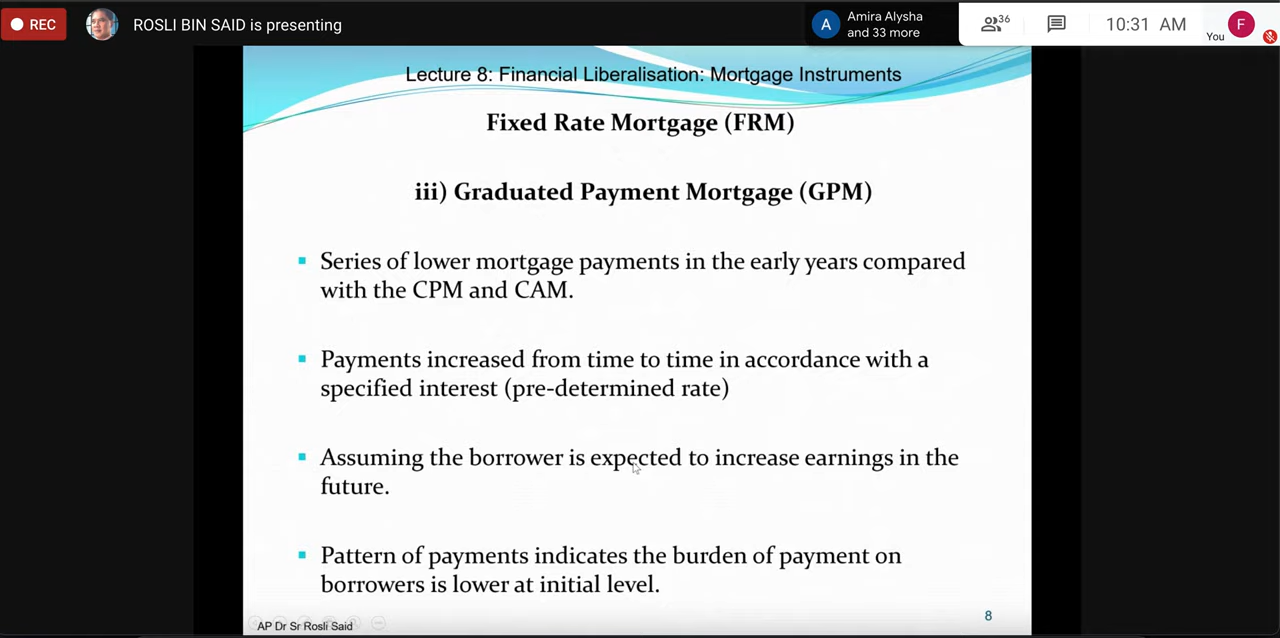 REC
ROSLI BIN SAID is presenting
A
Amira Alysha
and 33 more
36
10:31 AM
You
F
Lecture 8: Financial Liberalisation: Mortgage Instruments
Fixed Rate Mortgage (FRM)
iii) Graduated Payment Mortgage (GPM)
Series of lower mortgage payments in the early years compared
with the CPM and CAM.
Payments increased from time to time in accordance with a
specified interest (pre-determined rate)
Assuming the borrower is expected to increase earnings in the
future.
Pattern of payments indicates the burden of payment on
borrowers is lower at initial level.
8
AP Dr Sr Rosli Said